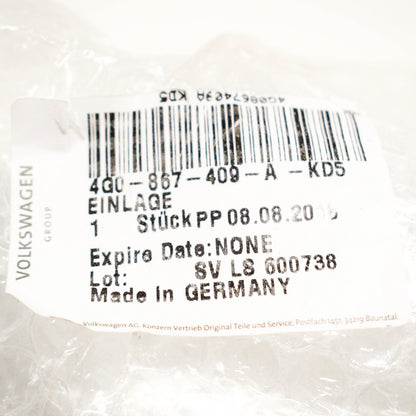 4G0867409A KD5
VOLKSWAGEN
GROUP
4G0-867-409-A -KD5
EINLAGE
1 Stück PP 08.08.2018
Expire Date: NONE
Lot: SV LS 600738
Made In GERMANY
Volkswagen AG, Konzern Vertrieb Original Teile und Service, Postfach 1451, 34219 Baunatal